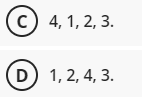 C 4, 1, 2, 3.
D 1, 2, 4, 3.